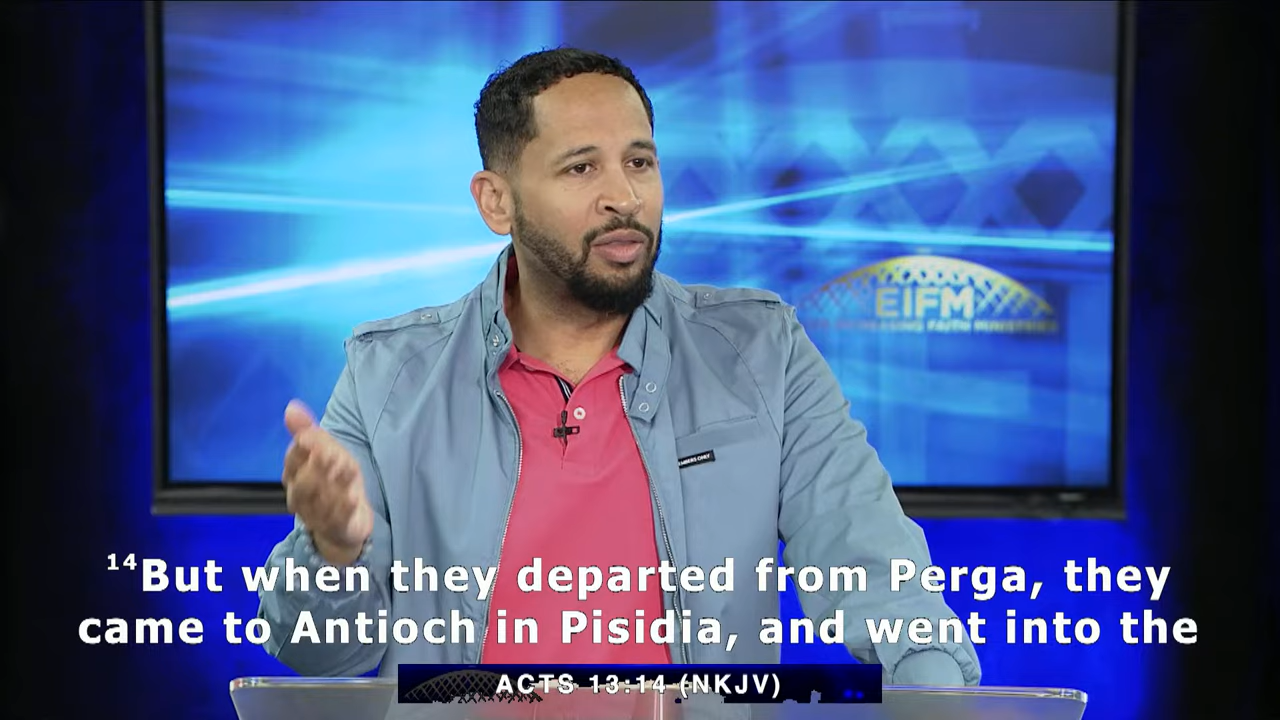 EIFM
¹⁴But when they departed from Perga, they
came to Antioch in Pisidia, and went into the
ACTS 13:14 (NKJV)